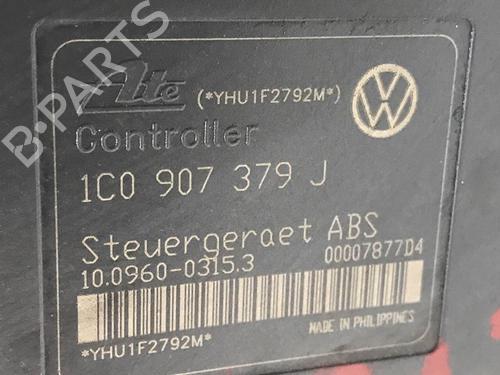 Ate (*YHU1F2792M*)
Controller
1C0 907 379 J
Steuergeraet ABS
10.0960-0315.3 00007877D4
MADE IN PHILIPPINES
*YHU1F2792M*
B-PARTS